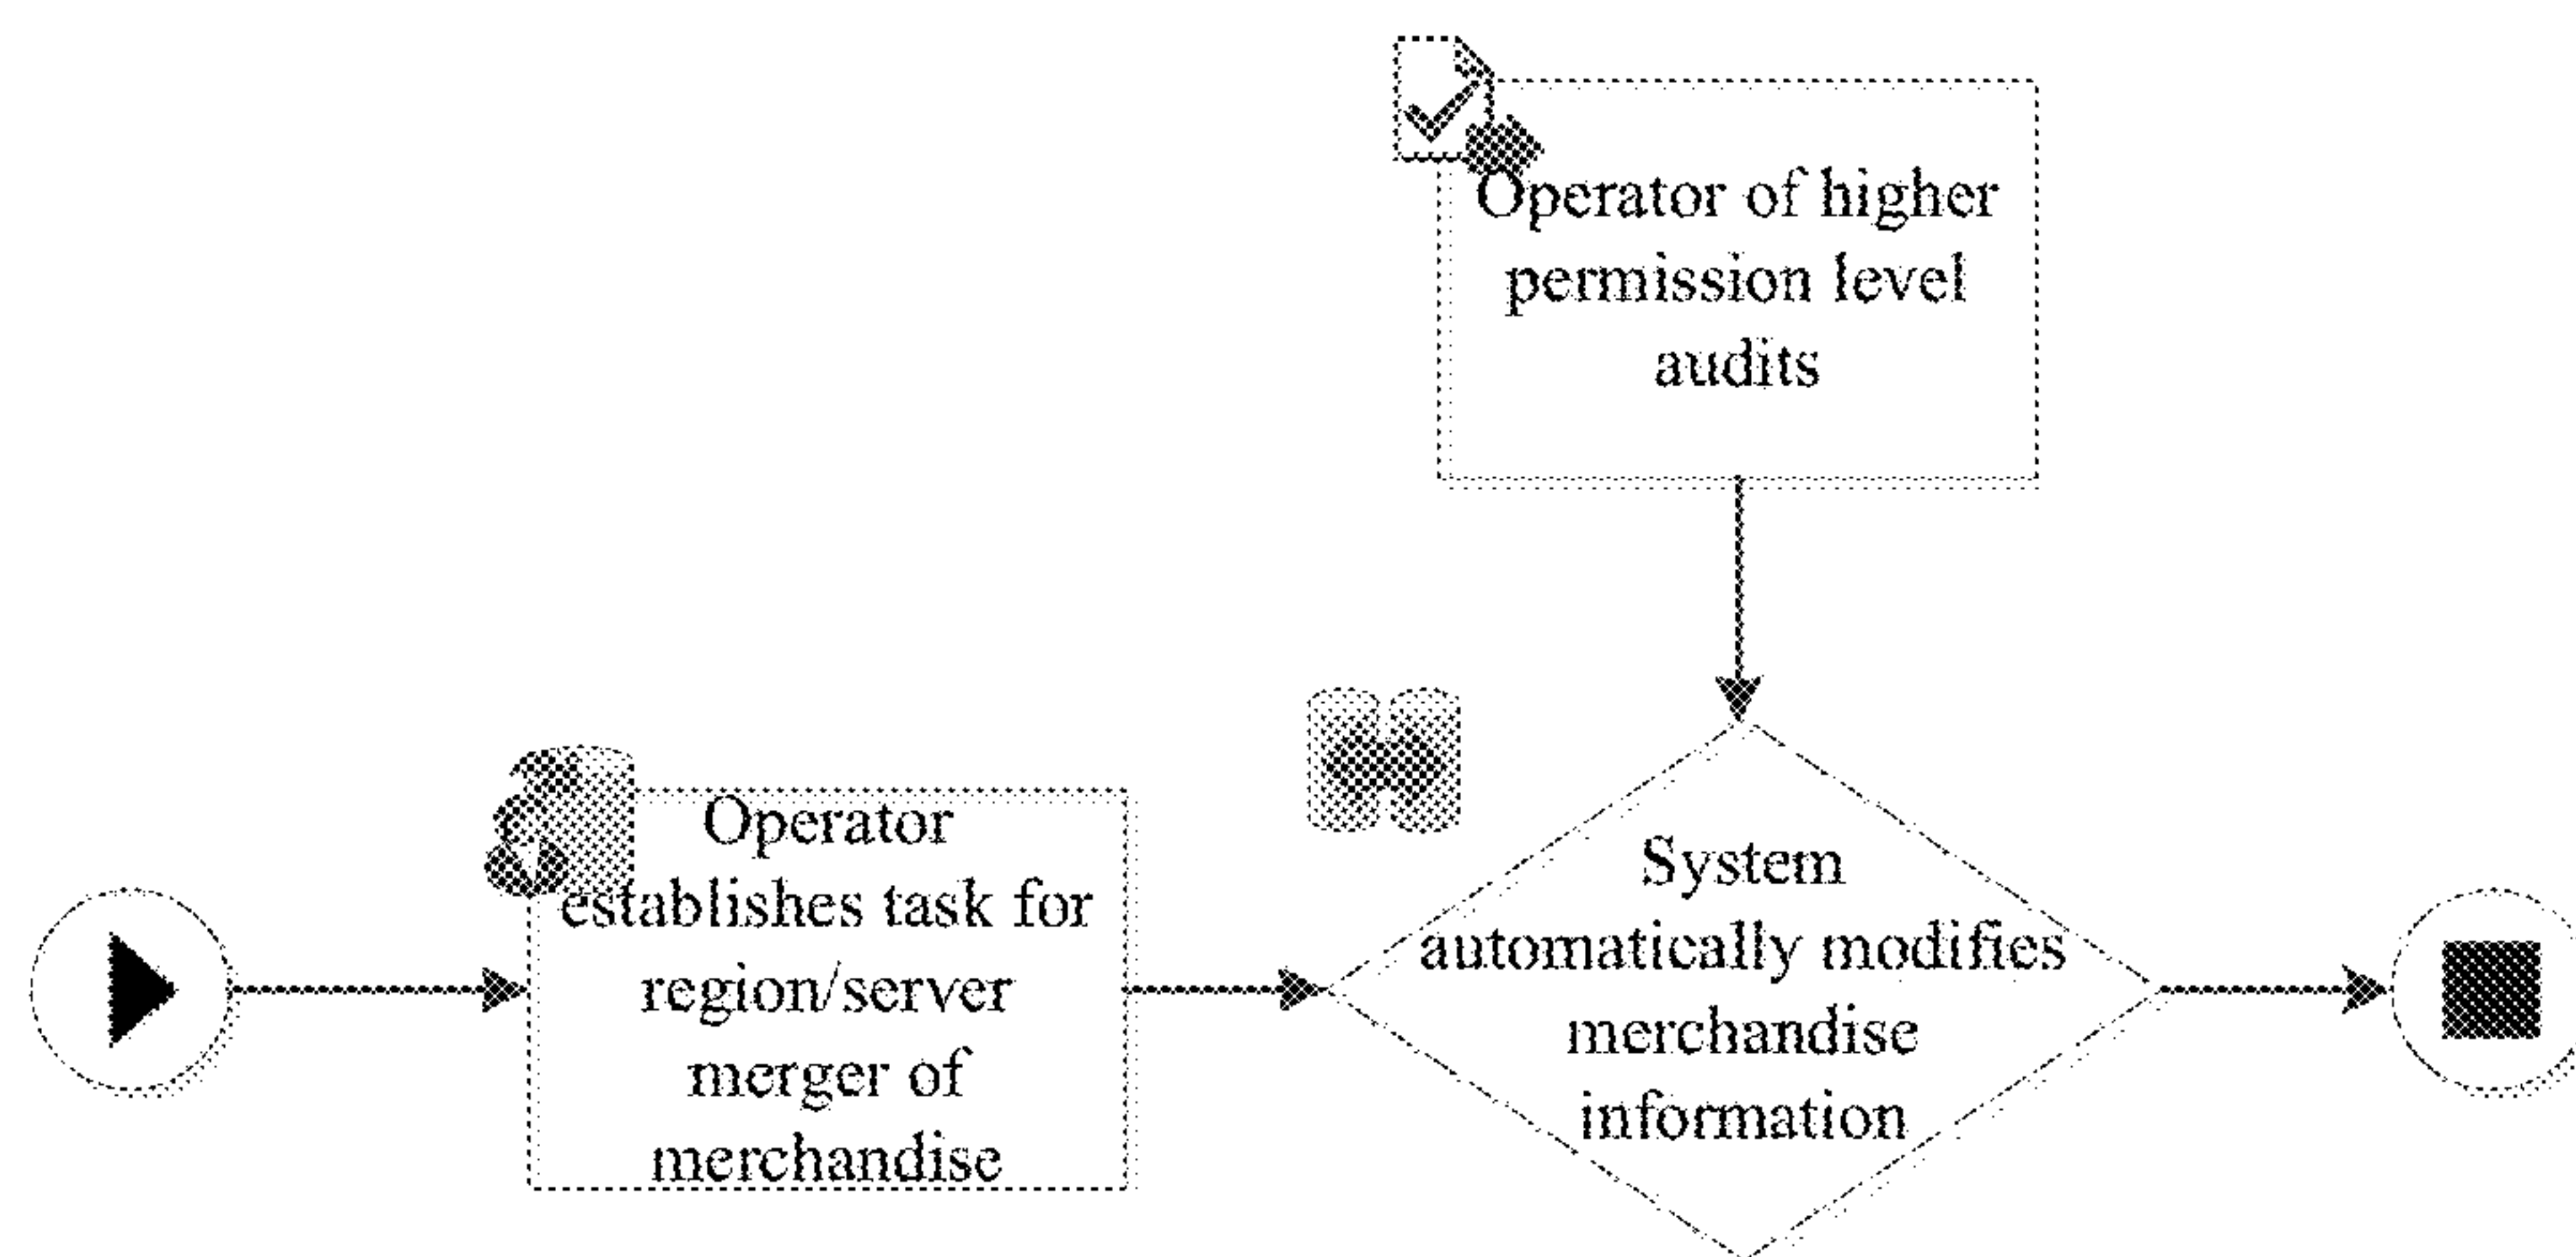 Operator of higher
permission level
audits
Operator
establishes task for
region/server
merger of
merchandise
System
automatically modifies
merchandise
information